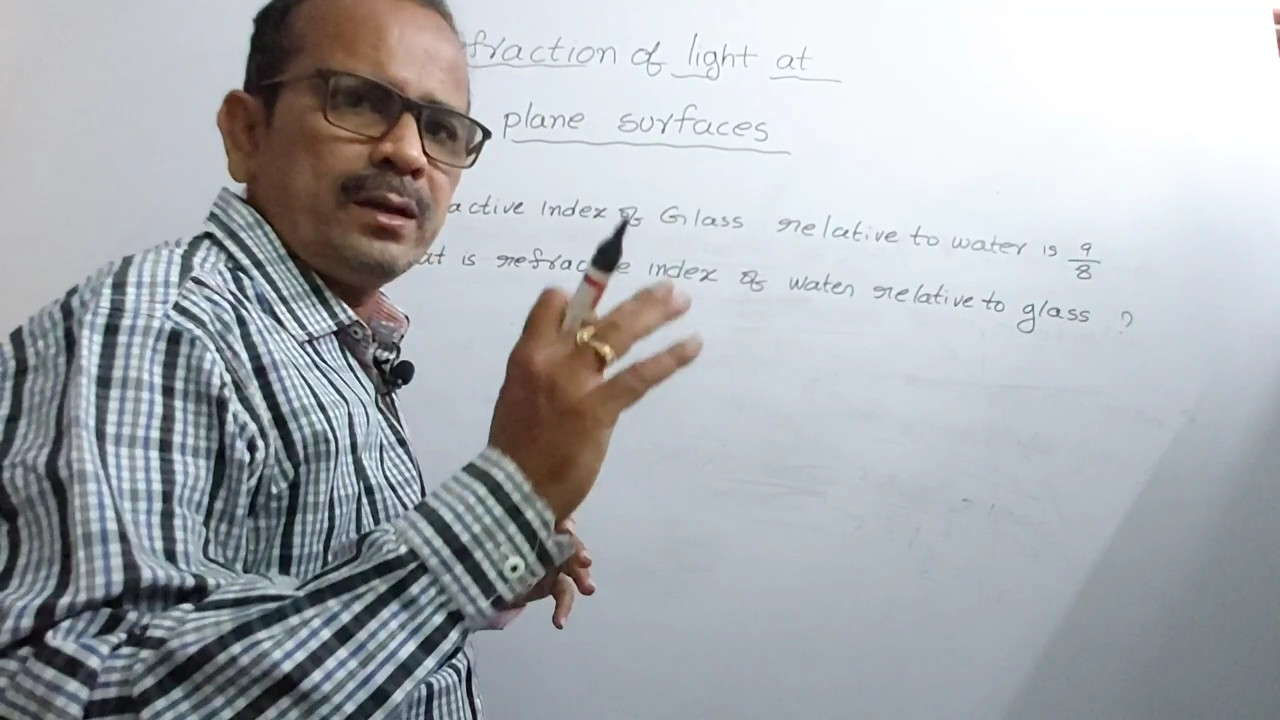 fraction of light at
plane surfaces
active Index of Glass relative to water is 9/8
at is refractive index of water relative to glass ?